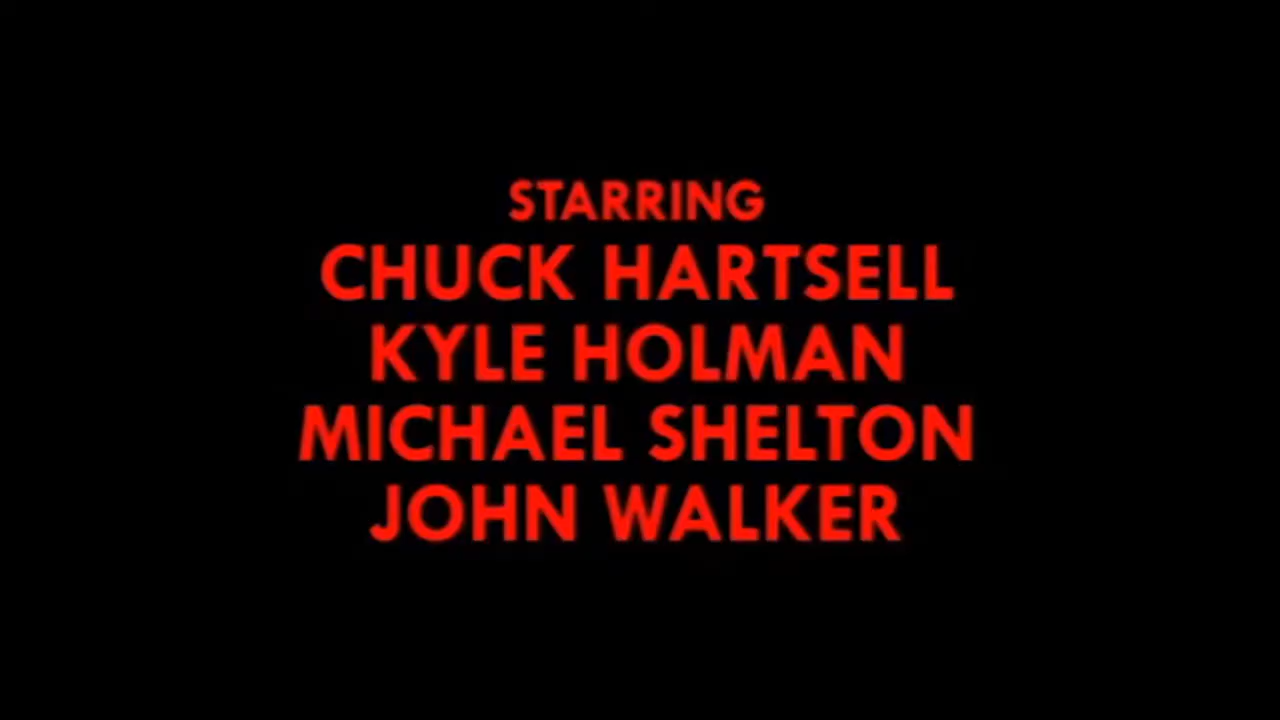 STARRING
CHUCK HARTSELL
KYLE HOLMAN
MICHAEL SHELTON
JOHN WALKER